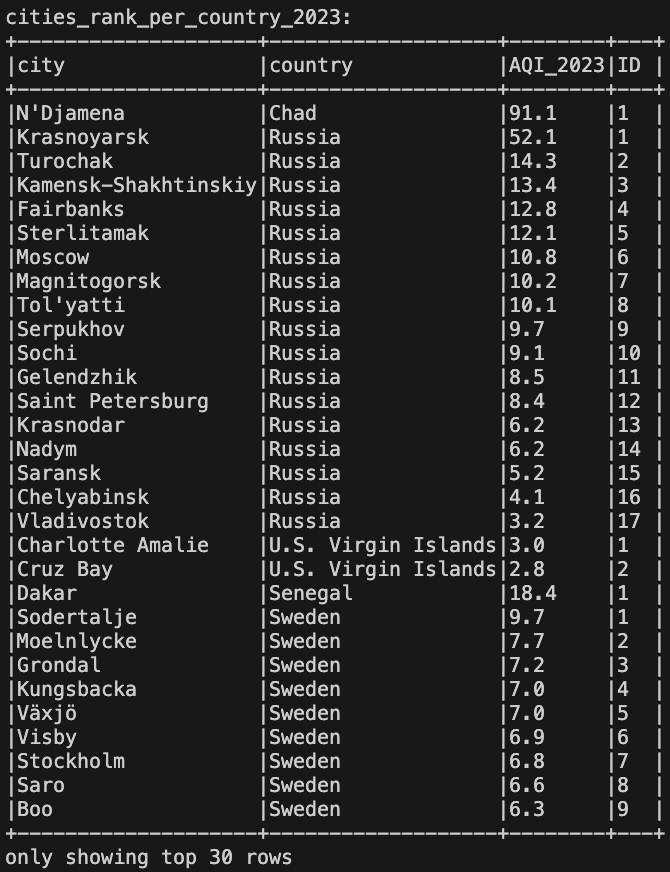 cities_rank_per_country_2023:
+--------------------+-------------------+--------+---+
|city                |country            |AQI_2023|ID |
+--------------------+-------------------+--------+---+
|N'Djamena           |Chad               |91.1    |1  |
|Krasnoyarsk         |Russia             |52.1    |1  |
|Turochak            |Russia             |14.3    |2  |
|Kamensk-Shakhtinskiy|Russia             |13.4    |3  |
|Fairbanks           |Russia             |12.8    |4  |
|Sterlitamak         |Russia             |12.1    |5  |
|Moscow              |Russia             |10.8    |6  |
|Magnitogorsk        |Russia             |10.2    |7  |
|Tol'yatti           |Russia             |10.1    |8  |
|Serpukhov           |Russia             |9.7     |9  |
|Sochi               |Russia             |9.1     |10 |
|Gelendzhik          |Russia             |8.5     |11 |
|Saint Petersburg    |Russia             |8.4     |12 |
|Krasnodar           |Russia             |6.2     |13 |
|Nadym               |Russia             |6.2     |14 |
|Saransk             |Russia             |5.2     |15 |
|Chelyabinsk         |Russia             |4.1     |16 |
|Vladivostok         |Russia             |3.2     |17 |
|Charlotte Amalie    |U.S. Virgin Islands|3.0     |1  |
|Cruz Bay            |U.S. Virgin Islands|2.8     |2  |
|Dakar               |Senegal            |18.4    |1  |
|Sodertalje          |Sweden             |9.7     |1  |
|Moelnlycke          |Sweden             |7.7     |2  |
|Grondal             |Sweden             |7.2     |3  |
|Kungsbacka          |Sweden             |7.0     |4  |
|Växjö               |Sweden             |7.0     |5  |
|Visby               |Sweden             |6.9     |6  |
|Stockholm           |Sweden             |6.8     |7  |
|Saro                |Sweden             |6.6     |8  |
|Boo                 |Sweden             |6.3     |9  |
+--------------------+-------------------+--------+---+
only showing top 30 rows